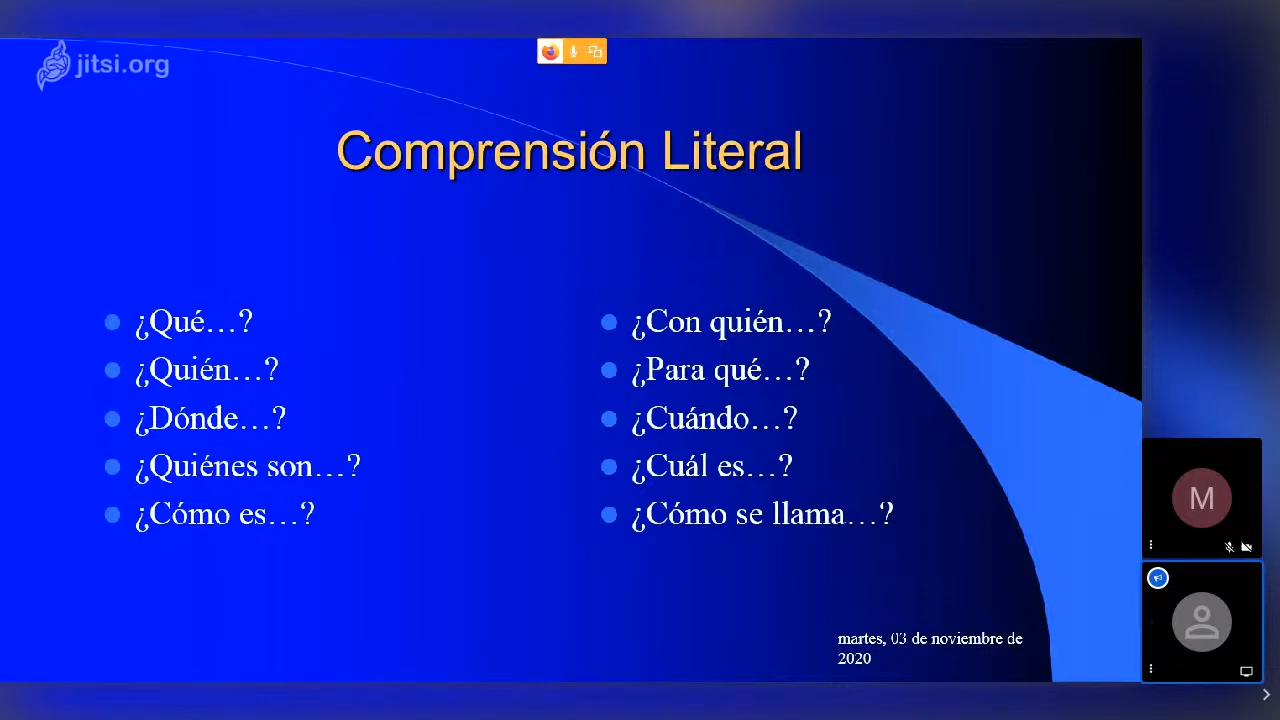 jitsi.org
Comprensión Literal
¿Qué…?
¿Quién…?
¿Dónde…?
¿Quiénes son…?
¿Cómo es…?
¿Con quién…?
¿Para qué…?
¿Cuándo…?
¿Cuál es…?
¿Cómo se llama…?
martes, 03 de noviembre de
2020
M